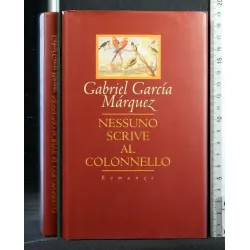 Gabriel García
Márquez
NESSUNO
SCRIVE
AL
COLONNELLO
Romanzo